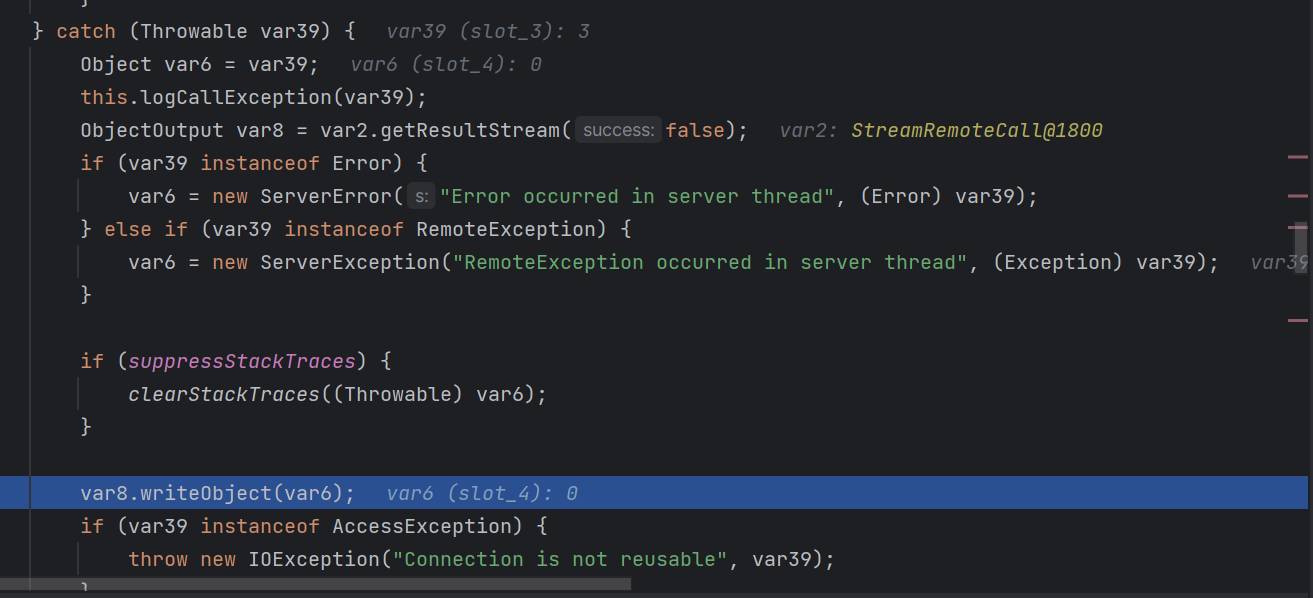 }
} catch (Throwable var39) {   var39 (slot_3): 3
    Object var6 = var39;   var6 (slot_4): 0
    this.logCallException(var39);
    ObjectOutput var8 = var2.getResultStream( success: false);   var2: StreamRemoteCall@1800
    if (var39 instanceof Error) {
        var6 = new ServerError( s: "Error occurred in server thread", (Error) var39);
    } else if (var39 instanceof RemoteException) {
        var6 = new ServerException("RemoteException occurred in server thread", (Exception) var39);   var39
    }
    if (suppressStackTraces) {
        clearStackTraces((Throwable) var6);
    }
    var8.writeObject(var6);   var6 (slot_4): 0
    if (var39 instanceof AccessException) {
        throw new IOException("Connection is not reusable", var39);
    }